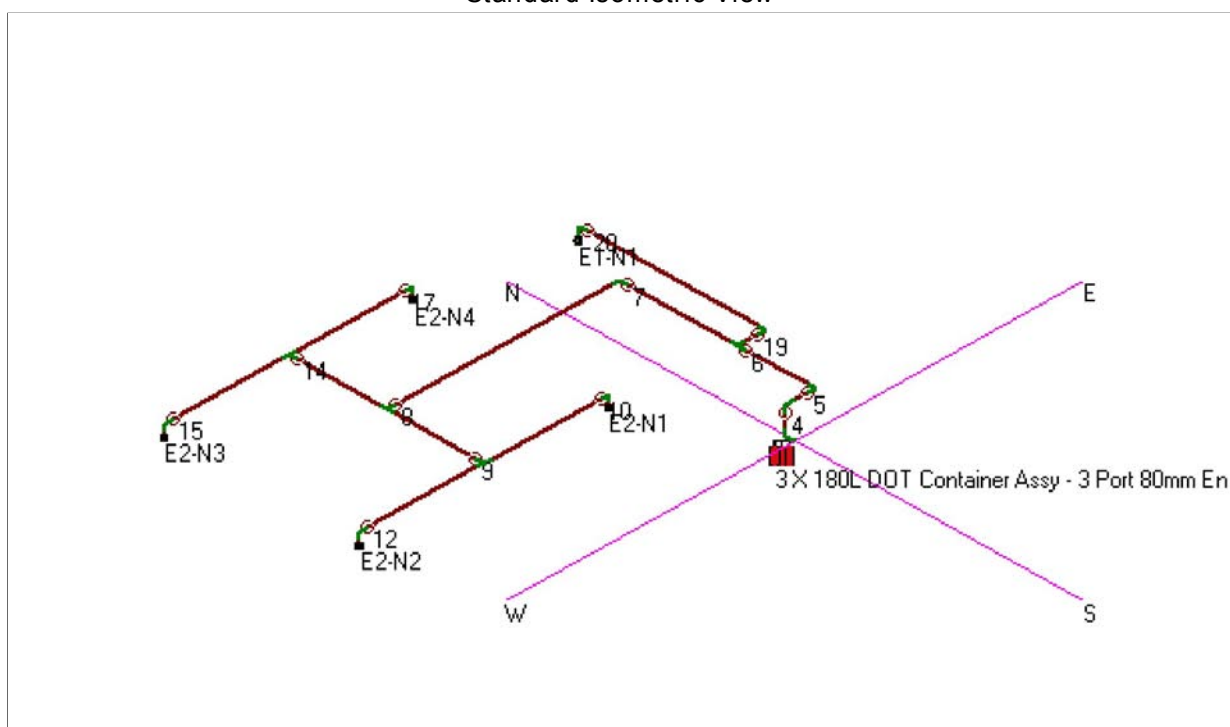 Standard Isometric View
20
E1-N1
N
E
7
17
E2-N4
19
6
14
5
8
10
E2-N1
4
15
E2-N3
9
3 X 180L DOT Container Assy - 3 Port 80mm En
12
E2-N2
W
S